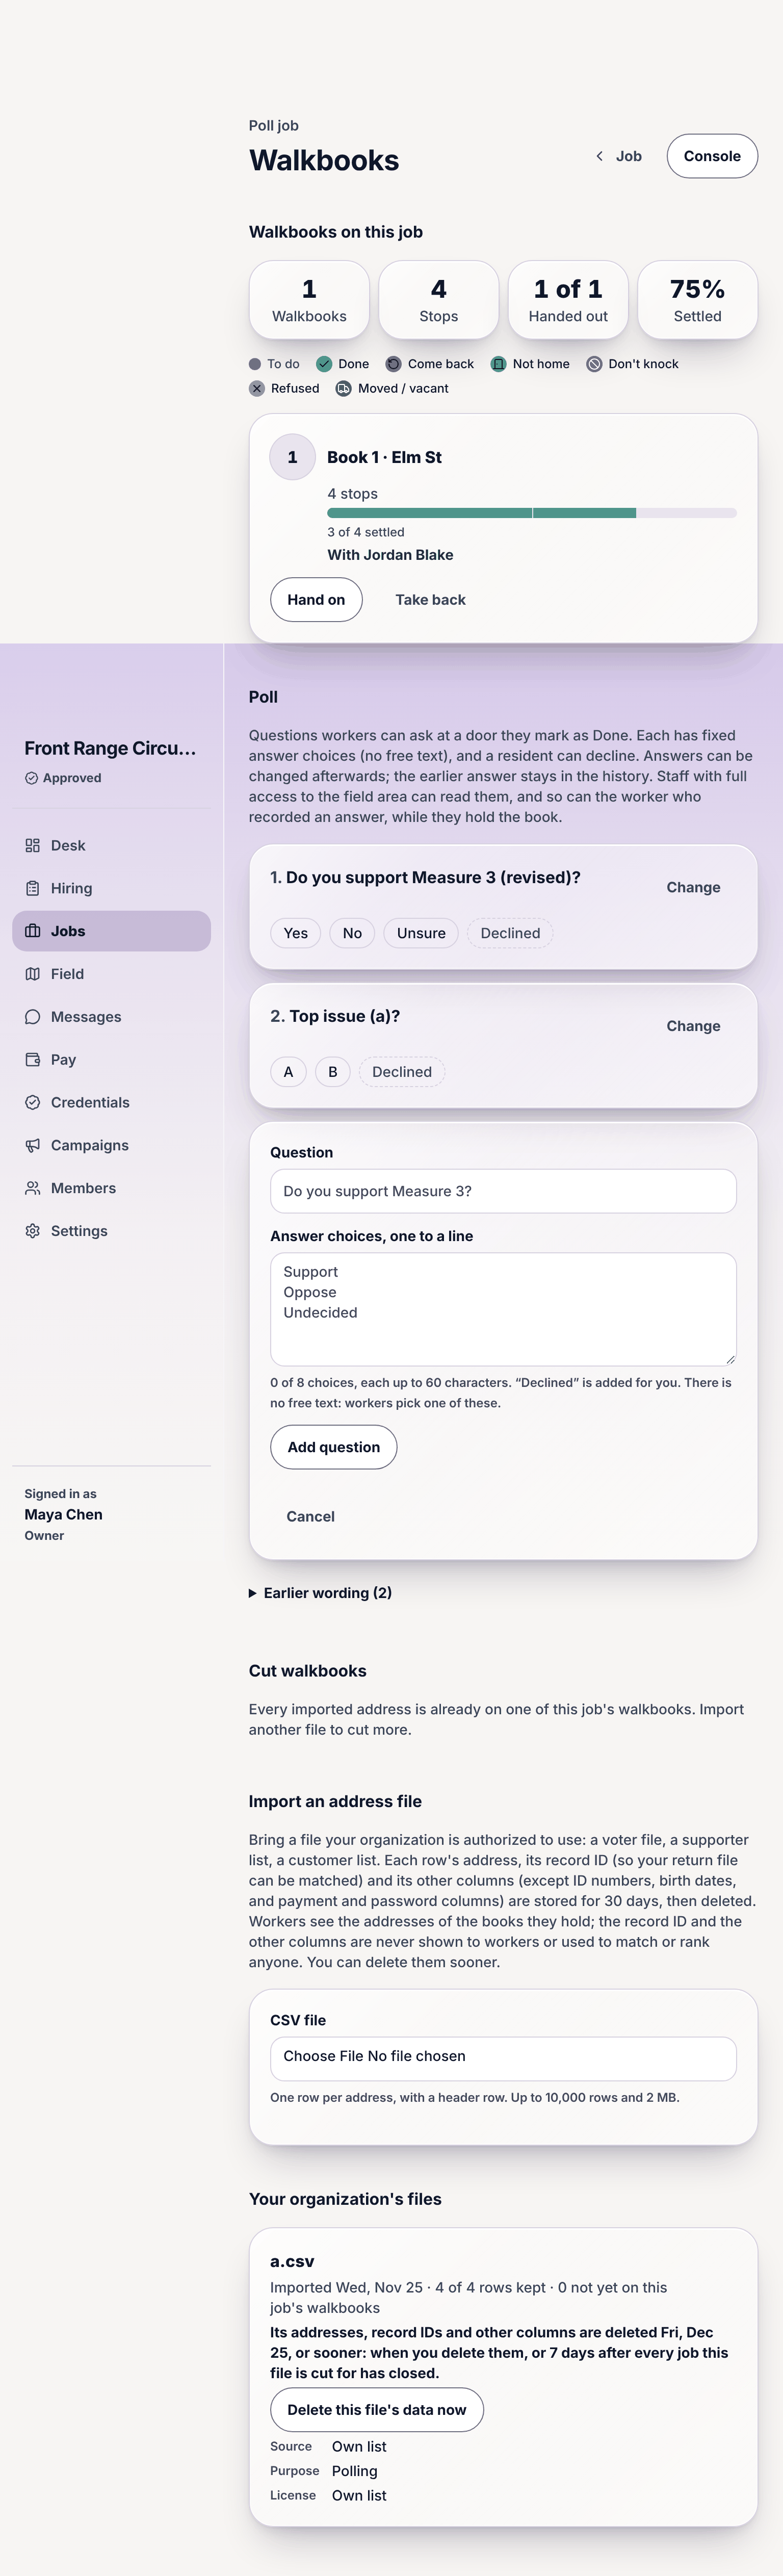 Poll job
Walkbooks
Job
Console
Walkbooks on this job
1
Walkbooks
4
Stops
1 of 1
Handed out
75%
Settled
To do
Done
Come back
Not home
Don't knock
Refused
Moved / vacant
1
Book 1 · Elm St
4 stops
3 of 4 settled
With Jordan Blake
Hand on
Take back
Front Range Circu…
Approved
Desk
Hiring
Jobs
Field
Messages
Pay
Credentials
Campaigns
Members
Settings
Signed in as
Maya Chen
Owner
Poll
Questions workers can ask at a door they mark as Done. Each has fixed
answer choices (no free text), and a resident can decline. Answers can be
changed afterwards; the earlier answer stays in the history. Staff with full
access to the field area can read them, and so can the worker who
recorded an answer, while they hold the book.
1. Do you support Measure 3 (revised)?
Change
Yes
No
Unsure
Declined
2. Top issue (a)?
Change
A
B
Declined
Question
Do you support Measure 3?
Answer choices, one to a line
Support
Oppose
Undecided
0 of 8 choices, each up to 60 characters. “Declined” is added for you. There is
no free text: workers pick one of these.
Add question
Cancel
Earlier wording (2)
Cut walkbooks
Every imported address is already on one of this job's walkbooks. Import
another file to cut more.
Import an address file
Bring a file your organization is authorized to use: a voter file, a supporter
list, a customer list. Each row's address, its record ID (so your return file
can be matched) and its other columns (except ID numbers, birth dates,
and payment and password columns) are stored for 30 days, then deleted.
Workers see the addresses of the books they hold; the record ID and the
other columns are never shown to workers or used to match or rank
anyone. You can delete them sooner.
CSV file
Choose File No file chosen
One row per address, with a header row. Up to 10,000 rows and 2 MB.
Your organization's files
a.csv
Imported Wed, Nov 25 · 4 of 4 rows kept · 0 not yet on this
job's walkbooks
Its addresses, record IDs and other columns are deleted Fri, Dec
25, or sooner: when you delete them, or 7 days after every job this
file is cut for has closed.
Delete this file's data now
Source Own list
Purpose Polling
License Own list